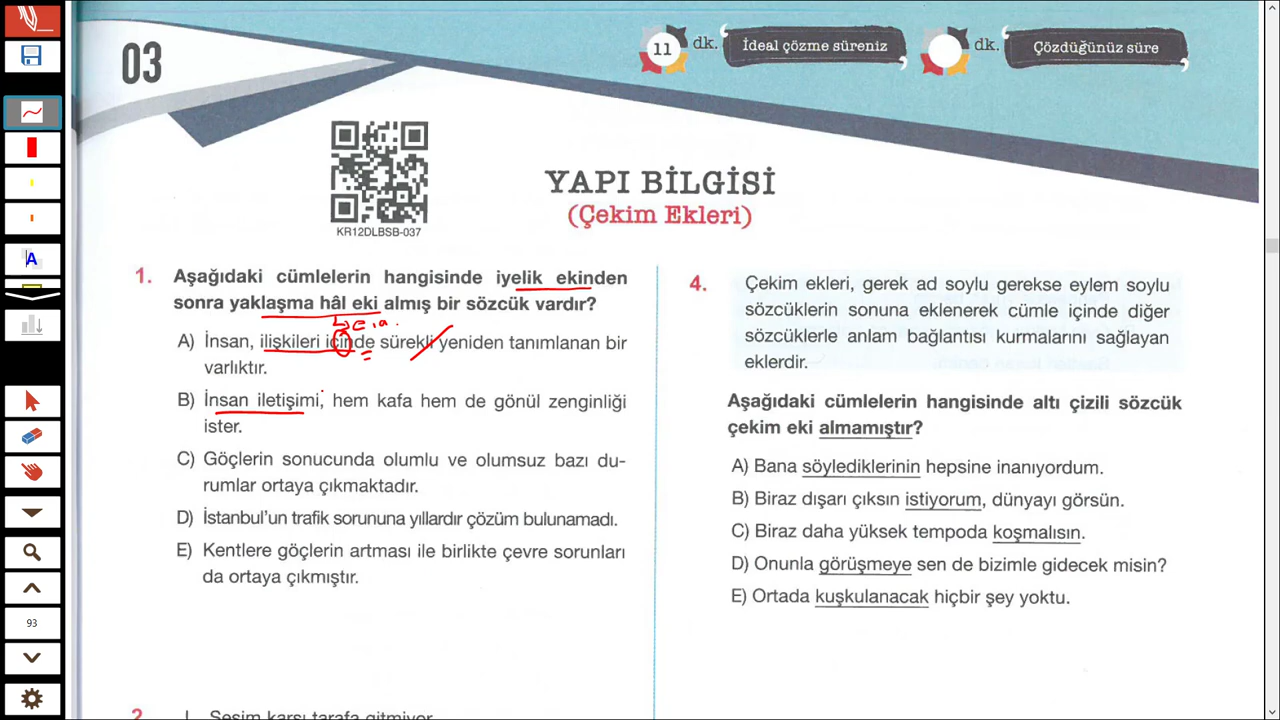 03
11 dk. İdeal çözme süreniz
dk. Çözdüğünüz süre
KR12DLBSB-037
YAPI BİLGİSİ
(Çekim Ekleri)
1. Aşağıdaki cümlelerin hangisinde iyelik ekinden
sonra yaklaşma hâl eki almış bir sözcük vardır?
A) İnsan, ilişkileri içinde sürekli yeniden tanımlanan bir
varlıktır.
B) İnsan iletişimi, hem kafa hem de gönül zenginliği
ister.
C) Göçlerin sonucunda olumlu ve olumsuz bazı du-
rumlar ortaya çıkmaktadır.
D) İstanbul'un trafik sorununa yıllardır çözüm bulunamadı.
E) Kentlere göçlerin artması ile birlikte çevre sorunları
da ortaya çıkmıştır.
2. I. Sesim karşı tarafa gitmiyor
4. Çekim ekleri, gerek ad soylu gerekse eylem soylu
sözcüklerin sonuna eklenerek cümle içinde diğer
sözcüklerle anlam bağlantısı kurmalarını sağlayan
eklerdir.
Aşağıdaki cümlelerin hangisinde altı çizili sözcük
çekim eki almamıştır?
A) Bana söylediklerinin hepsine inanıyordum.
B) Biraz dışarı çıksın istiyorum, dünyayı görsün.
C) Biraz daha yüksek tempoda koşmalısın.
D) Onunla görüşmeye sen de bizimle gidecek misin?
E) Ortada kuşkulanacak hiçbir şey yoktu.
A
93